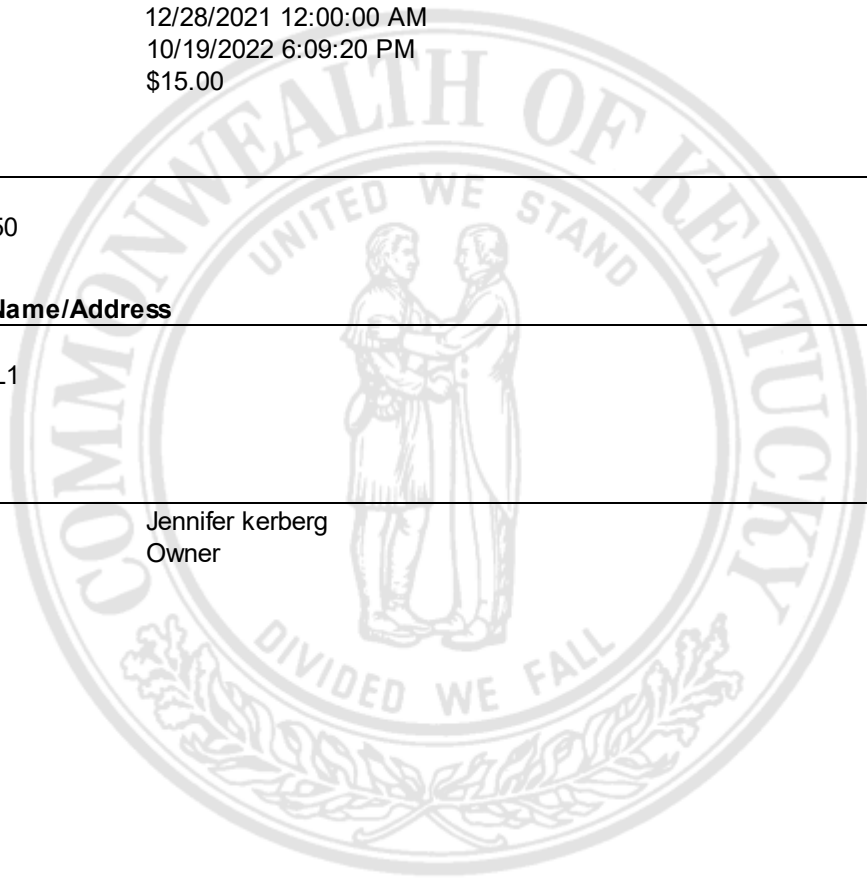 12/28/2021 12:00:00 AM
10/19/2022 6:09:20 PM
$15.00
COMMONWEALTH OF KENTUCKY
UNITED WE STAND
50
Name/Address
L1
Jennifer kerberg
Owner
DIVIDED WE FALL